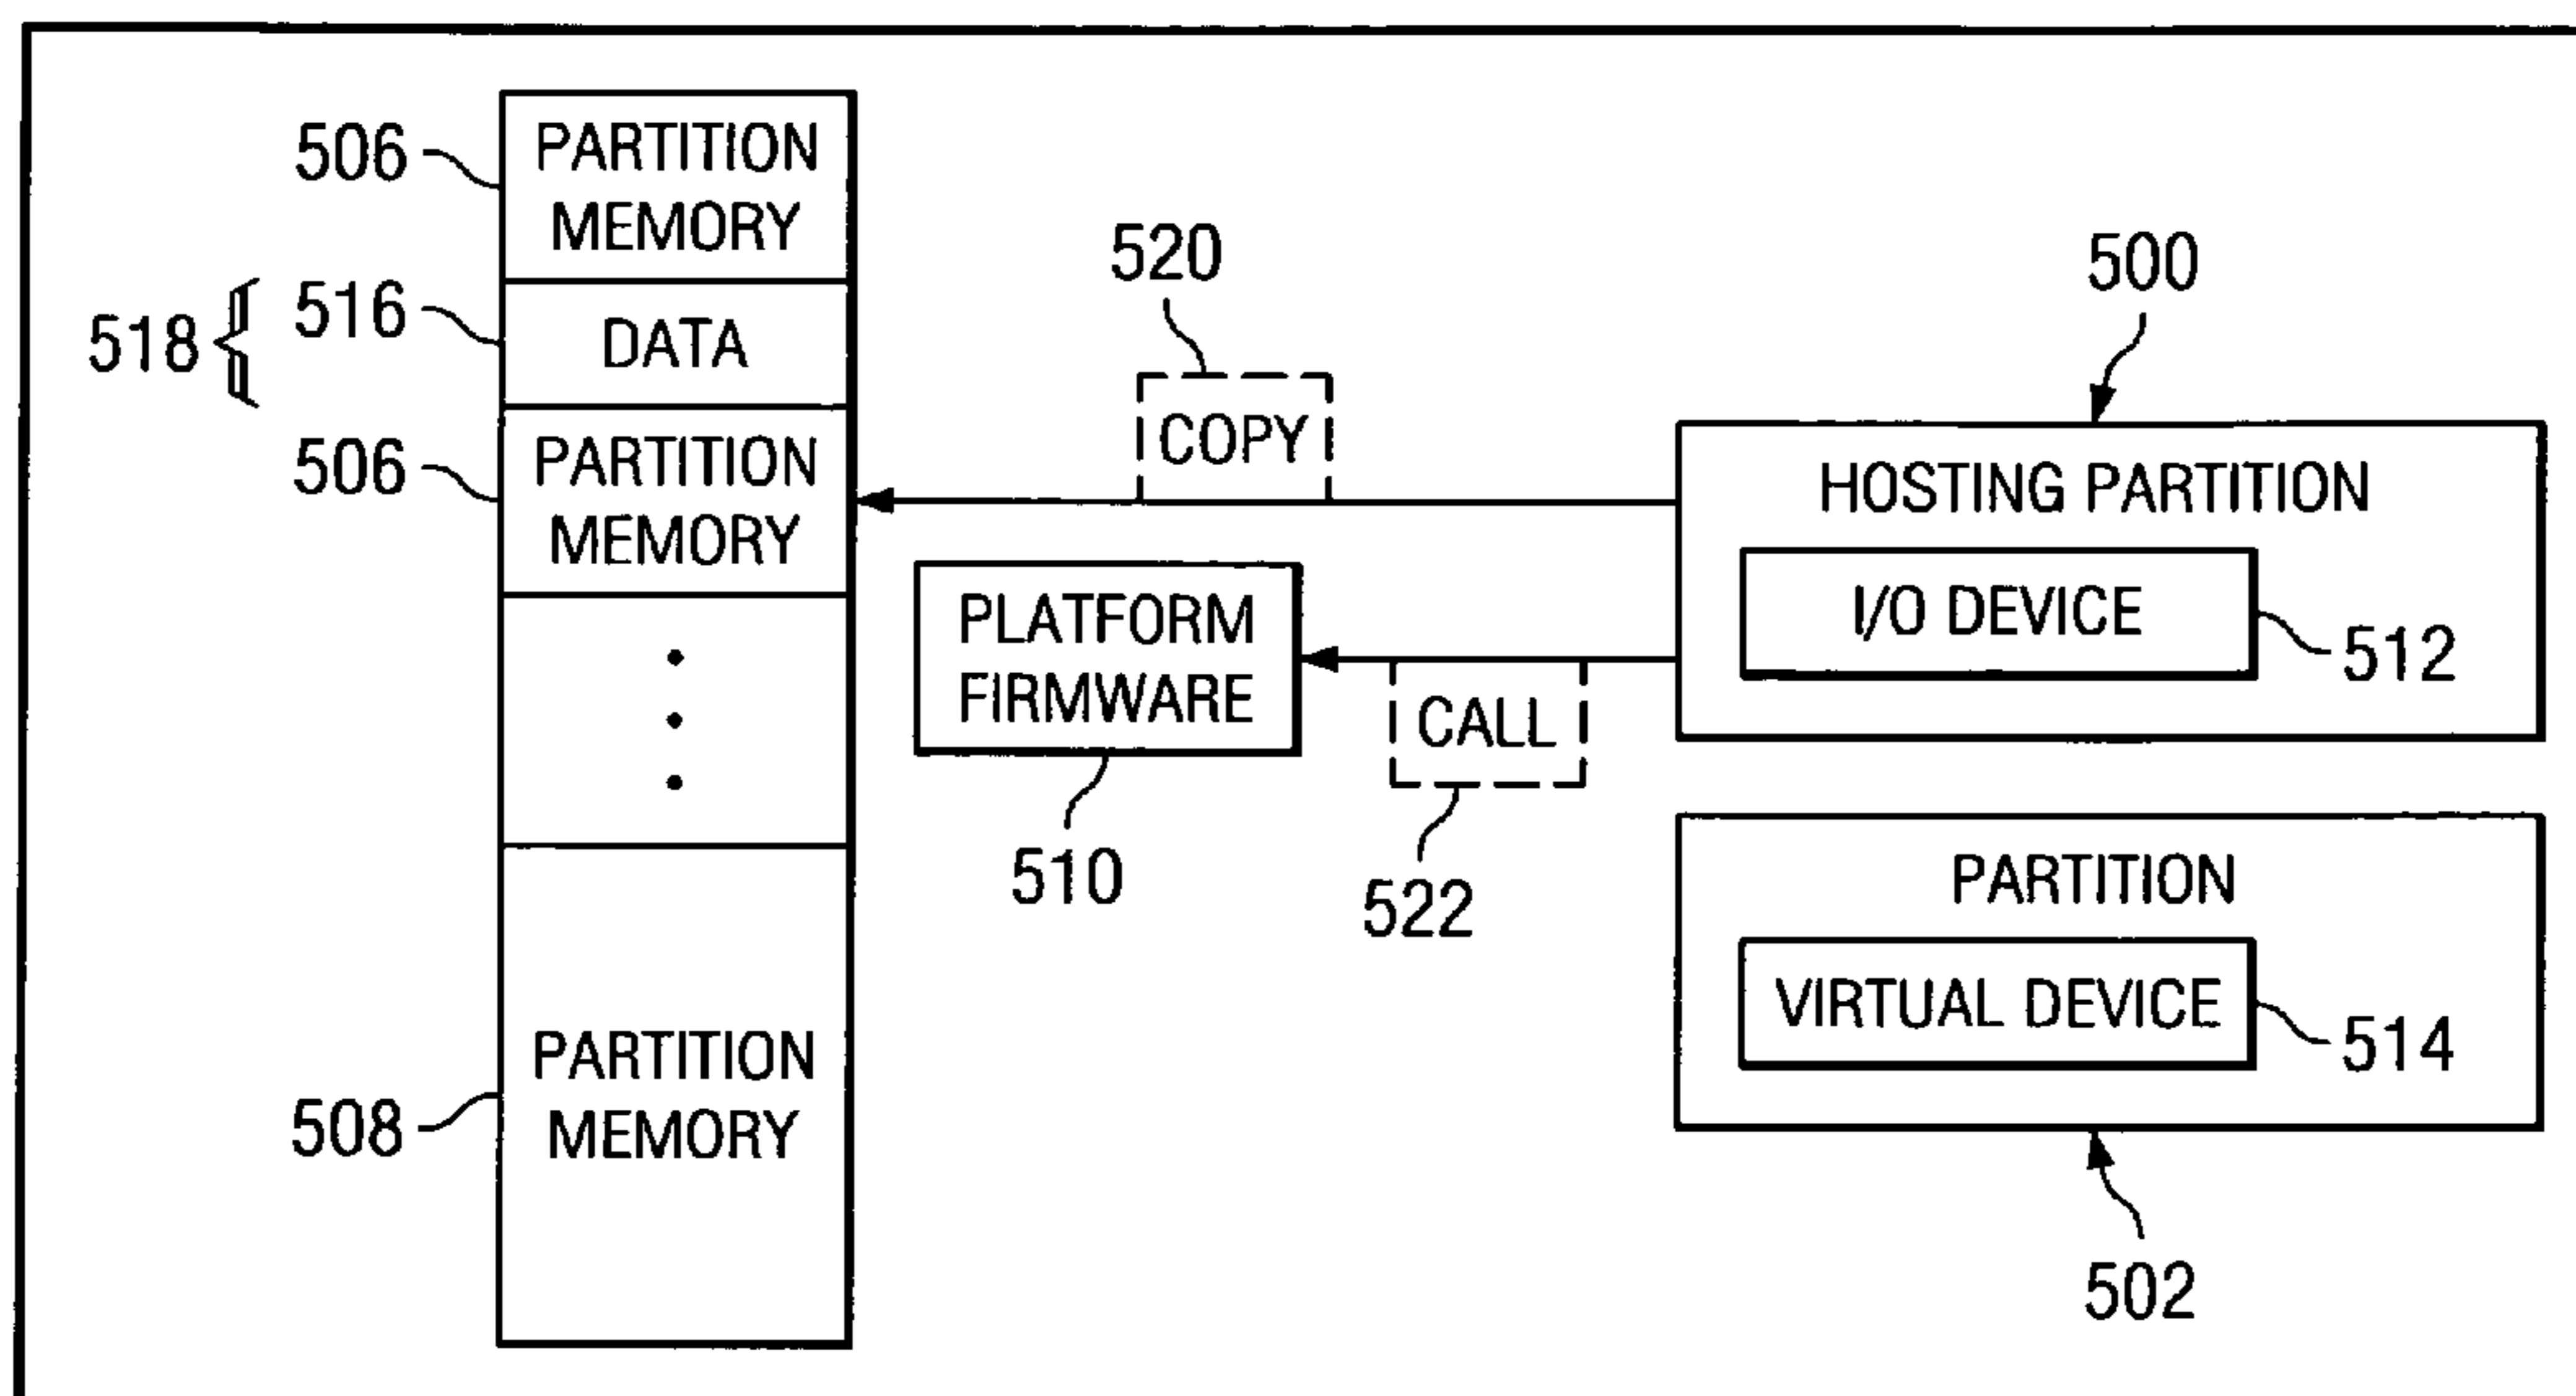 506
PARTITION
MEMORY
518
516
DATA
506
PARTITION
MEMORY
508
PARTITION
MEMORY
520
COPY
PLATFORM
FIRMWARE
510
CALL
522
500
HOSTING PARTITION
I/O DEVICE
512
PARTITION
VIRTUAL DEVICE
514
502